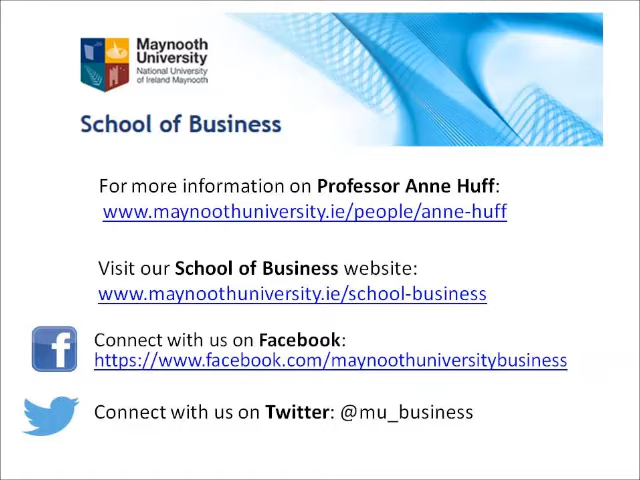 Maynooth
University
National University
of Ireland Maynooth
School of Business
For more information on Professor Anne Huff:
www.maynoothuniversity.ie/people/anne-huff
Visit our School of Business website:
www.maynoothuniversity.ie/school-business
Connect with us on Facebook:
https://www.facebook.com/maynoothuniversitybusiness
Connect with us on Twitter: @mu_business